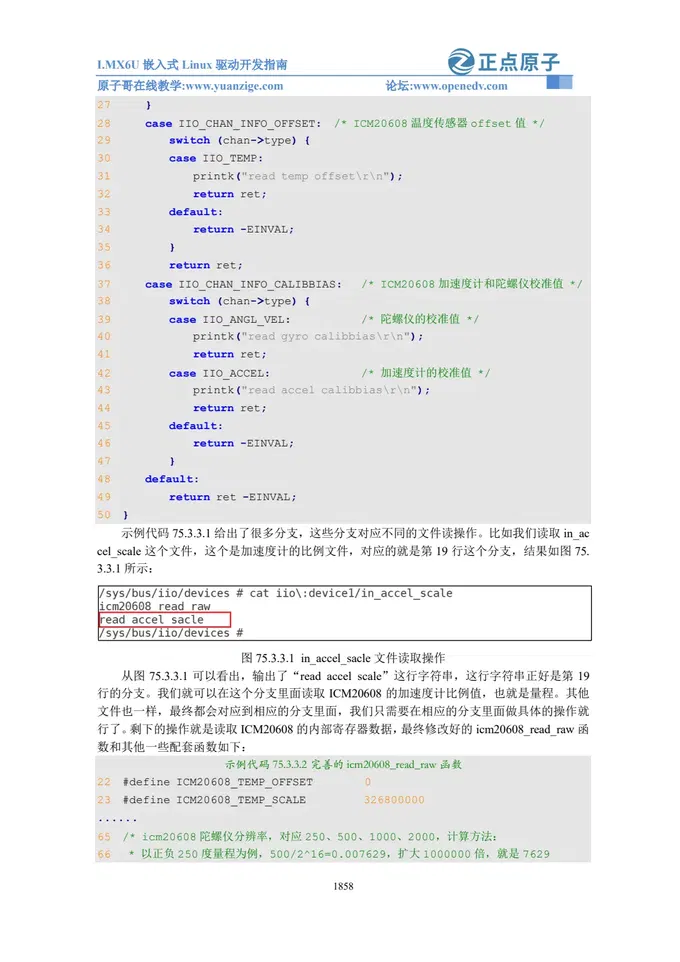 I.MX6U 嵌入式 Linux 驱动开发指南
正点原子
原子哥在线教学:www.yuanzige.com 论坛:www.openedv.com
27 }
28 case IIO_CHAN_INFO_OFFSET: /* ICM20608 温度传感器 offset 值 */
29 switch (chan->type) {
30 case IIO_TEMP:
31 printk("read temp offset\r\n");
32 return ret;
33 default:
34 return -EINVAL;
35 }
36 return ret;
37 case IIO_CHAN_INFO_CALIBBIAS: /* ICM20608 加速度计和陀螺仪校准值 */
38 switch (chan->type) {
39 case IIO_ANGL_VEL: /* 陀螺仪的校准值 */
40 printk("read gyro calibbias\r\n");
41 return ret;
42 case IIO_ACCEL: /* 加速度计的校准值 */
43 printk("read accel calibbias\r\n");
44 return ret;
45 default:
46 return -EINVAL;
47 }
48 default:
49 return ret -EINVAL;
50 }
示例代码 75.3.3.1 给出了很多分支，这些分支对应不同的文件读操作。比如我们读取 in_ac
cel_scale 这个文件，这个是加速度计的比例文件，对应的就是第 19 行这个分支，结果如图 75.
3.3.1 所示：
/sys/bus/iio/devices # cat iio\:device1/in_accel_scale
icm20608 read raw
read accel sacle
/sys/bus/iio/devices #
图 75.3.3.1 in_accel_sacle 文件读取操作
从图 75.3.3.1 可以看出，输出了“read accel scale”这行字符串，这行字符串正好是第 19
行的分支。我们就可以在这个分支里面读取 ICM20608 的加速度计比例值，也就是量程。其他
文件也一样，最终都会对应到相应的分支里面，我们只需要在相应的分支里面做具体的操作就
行了。剩下的操作就是读取 ICM20608 的内部寄存器数据，最终修改好的 icm20608_read_raw 函
数和其他一些配套函数如下：
示例代码 75.3.3.2 完善的 icm20608_read_raw 函数
22 #define ICM20608_TEMP_OFFSET 0
23 #define ICM20608_TEMP_SCALE 326800000
......
65 /* icm20608 陀螺仪分辨率，对应 250、500、1000、2000，计算方法：
66 * 以正负 250 度量程为例，500/2^16=0.007629，扩大 1000000 倍，就是 7629
1858